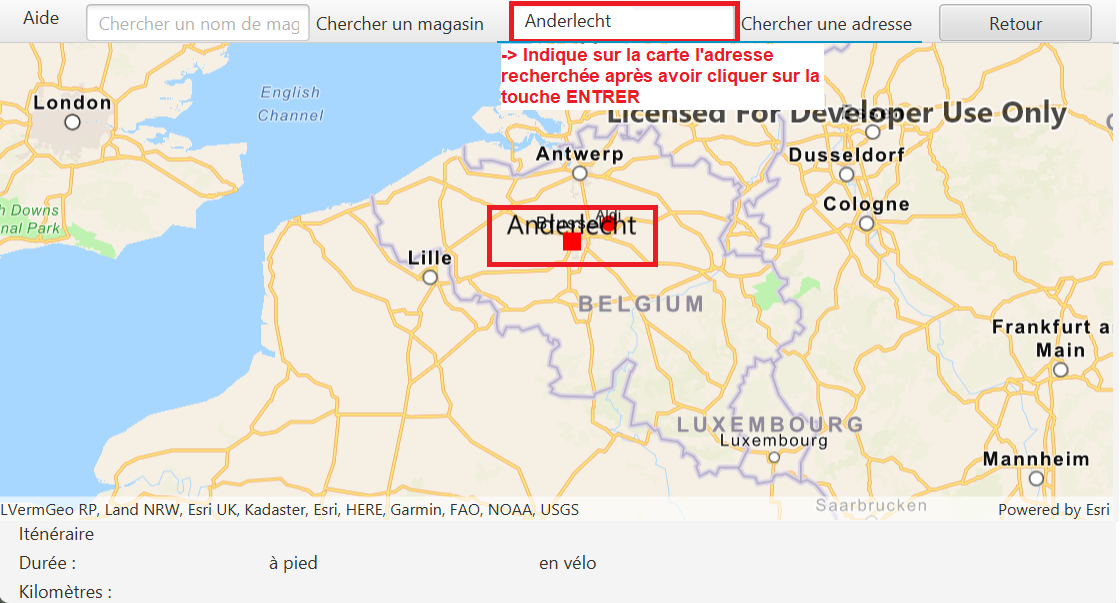 Aide
Chercher un nom de mag
Chercher un magasin
Anderlecht
Chercher une adresse
Retour
-> Indique sur la carte l'adresse
recherchée après avoir cliquer sur la
touche ENTRER
Licensed For Developer Use Only
London
English
Channel
Antwerp
Dusseldorf
h Downs
nal Park
Cologne
Aldi
Anderlecht
Lille
BELGIUM
Frankfurt a
Main
LUXEMBOURG
Luxembourg
Mannheim
Saarbrucken
LVermGeo RP, Land NRW, Esri UK, Kadaster, Esri, HERE, Garmin, FAO, NOAA, USGS
Powered by Esri
Iténéraire
Durée :
à pied
en vélo
Kilomètres :